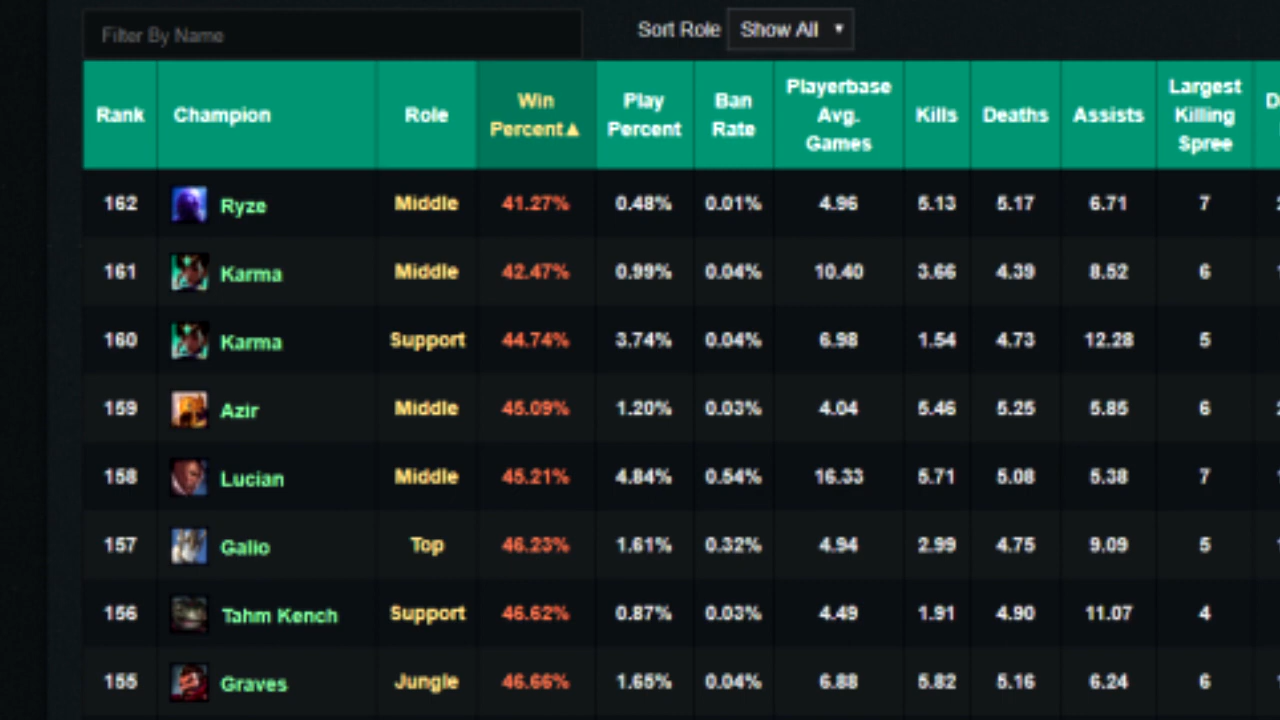 Filter By Name
Sort Role Show All
Rank Champion Role Win Percent▲ Play Percent Ban Rate Playerbase Avg. Games Kills Deaths Assists Largest Killing Spree D
162 Ryze Middle 41.27% 0.48% 0.01% 4.96 5.13 5.17 6.71 7
161 Karma Middle 42.47% 0.99% 0.04% 10.40 3.66 4.39 8.52 6
160 Karma Support 44.74% 3.74% 0.04% 6.98 1.54 4.73 12.28 5
159 Azir Middle 45.09% 1.20% 0.03% 4.04 5.46 5.25 5.85 6
158 Lucian Middle 45.21% 4.84% 0.54% 16.33 5.71 5.08 5.38 7
157 Galio Top 46.23% 1.61% 0.32% 4.94 2.99 4.75 9.09 5
156 Tahm Kench Support 46.62% 0.87% 0.03% 4.49 1.91 4.90 11.07 4
155 Graves Jungle 46.66% 1.65% 0.04% 6.88 5.82 5.16 6.24 6